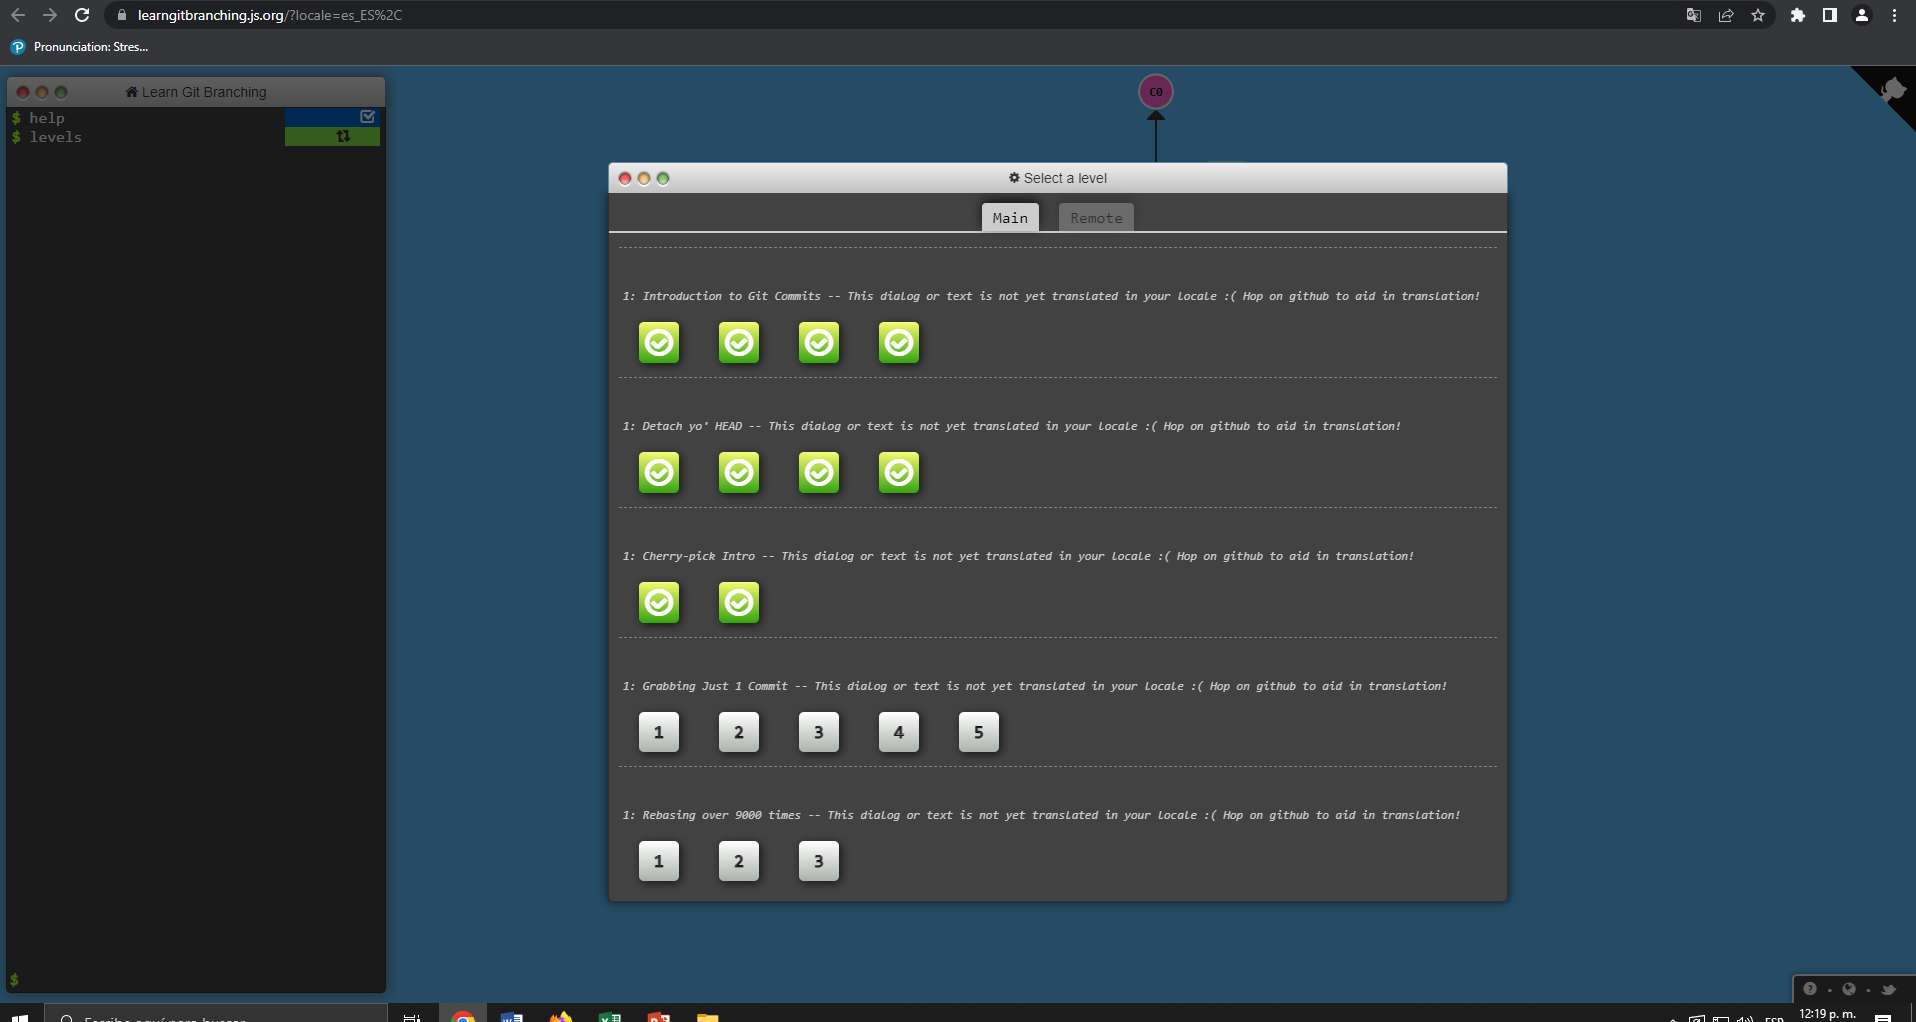 learngitbranching.js.org/?locale=es_ES%2C
Pronunciation: Stres...
Learn Git Branching
$ help
$ levels
C0
Select a level
Main Remote
1: Introduction to Git Commits -- This dialog or text is not yet translated in your locale :( Hop on github to aid in translation!
1: Detach yo' HEAD -- This dialog or text is not yet translated in your locale :( Hop on github to aid in translation!
1: Cherry-pick Intro -- This dialog or text is not yet translated in your locale :( Hop on github to aid in translation!
1: Grabbing Just 1 Commit -- This dialog or text is not yet translated in your locale :( Hop on github to aid in translation!
1 2 3 4 5
1: Rebasing over 9000 times -- This dialog or text is not yet translated in your locale :( Hop on github to aid in translation!
1 2 3
$
Escribe aquí para buscar
ESP
12:19 p. m.